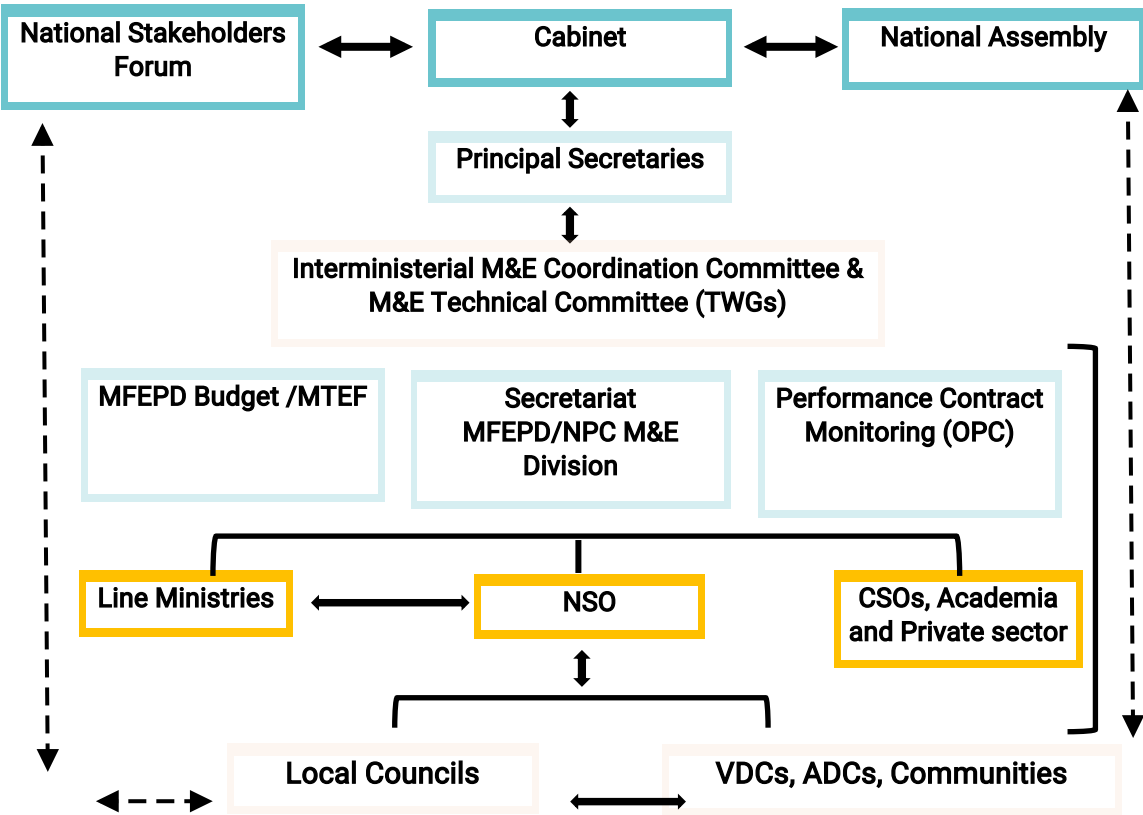 National Stakeholders
Forum
Cabinet
National Assembly
Principal Secretaries
Interministerial M&E Coordination Committee &
M&E Technical Committee (TWGs)
MFEPD Budget /MTEF
Secretariat
MFEPD/NPC M&E
Division
Performance Contract
Monitoring (OPC)
Line Ministries
NSO
CSOs, Academia
and Private sector
Local Councils
VDCs, ADCs, Communities